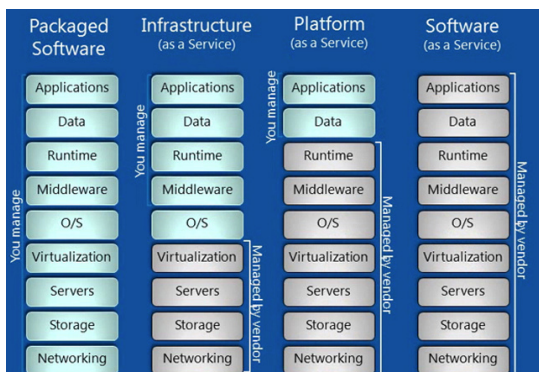 Packaged
Software
You manage
Applications
Data
Runtime
Middleware
O/S
Virtualization
Servers
Storage
Networking
Infrastructure
(as a Service)
You manage
Applications
Data
Runtime
Middleware
O/S
Virtualization
Servers
Storage
Networking
Managed by vendor
Platform
(as a Service)
You manage
Applications
Data
Runtime
Middleware
O/S
Virtualization
Servers
Storage
Networking
Managed by vendor
Software
(as a Service)
Applications
Data
Runtime
Middleware
O/S
Virtualization
Servers
Storage
Networking
Managed by vendor